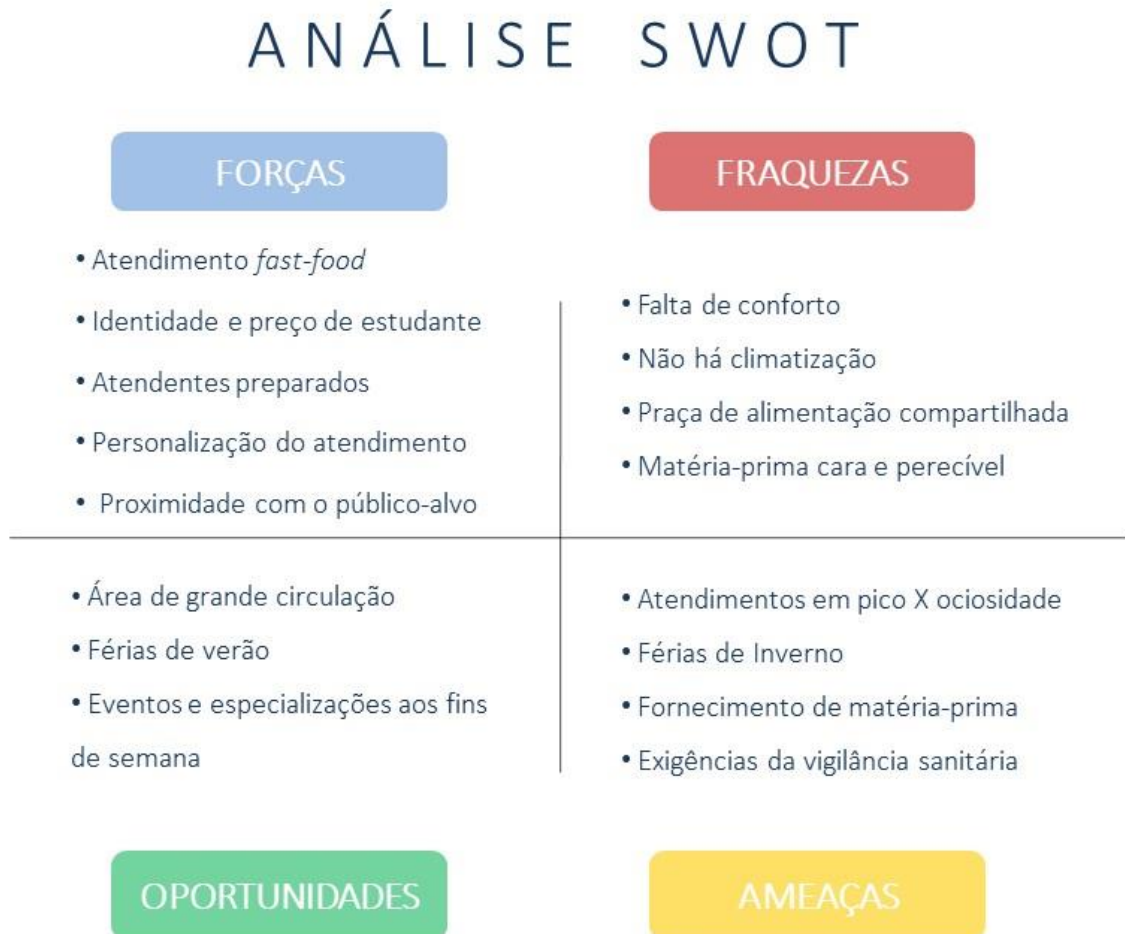 ANÁLISE SWOT
FORÇAS
• Atendimento fast-food
• Identidade e preço de estudante
• Atendentes preparados
• Personalização do atendimento
• Proximidade com o público-alvo
FRAQUEZAS
• Falta de conforto
• Não há climatização
• Praça de alimentação compartilhada
• Matéria-prima cara e perecível
• Área de grande circulação
• Férias de verão
• Eventos e especializações aos fins
de semana
OPORTUNIDADES
• Atendimentos em pico X ociosidade
• Férias de Inverno
• Fornecimento de matéria-prima
• Exigências da vigilância sanitária
AMEAÇAS